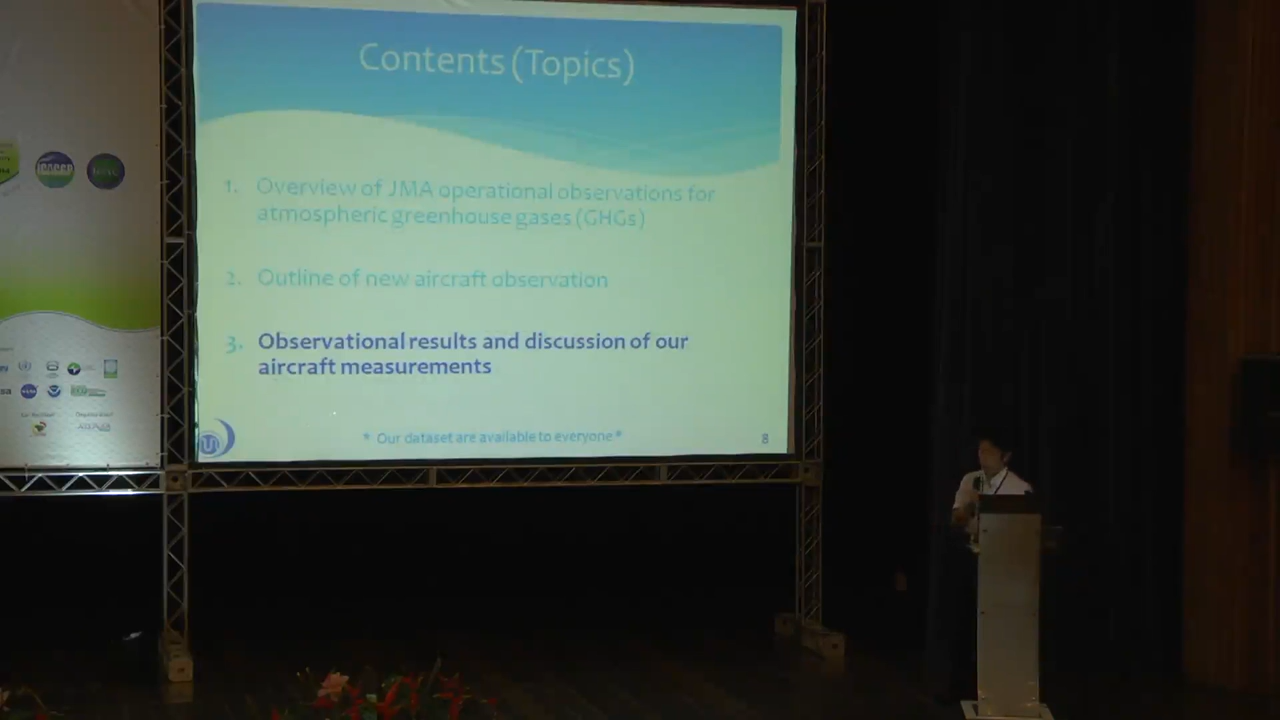 Contents (Topics)
1. Overview of JMA operational observations for
atmospheric greenhouse gases (GHGs)
2. Outline of new aircraft observation
3. Observational results and discussion of our
aircraft measurements
* Our dataset are available to everyone *
8